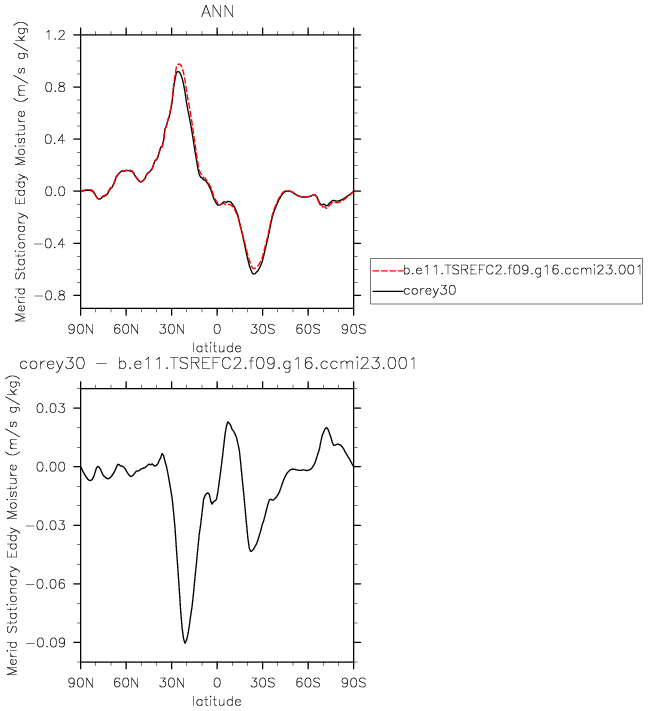 ANN
Merid Stationary Eddy Moisture (m/s g/kg)
1.2
0.8
0.4
0.0
−0.4
−0.8
90N 60N 30N 0 30S 60S 90S
latitude
b.e11.TSREFC2.f09.g16.ccmi23.001
corey30
corey30 − b.e11.TSREFC2.f09.g16.ccmi23.001
Merid Stationary Eddy Moisture (m/s g/kg)
0.03
0.00
−0.03
−0.06
−0.09
90N 60N 30N 0 30S 60S 90S
latitude